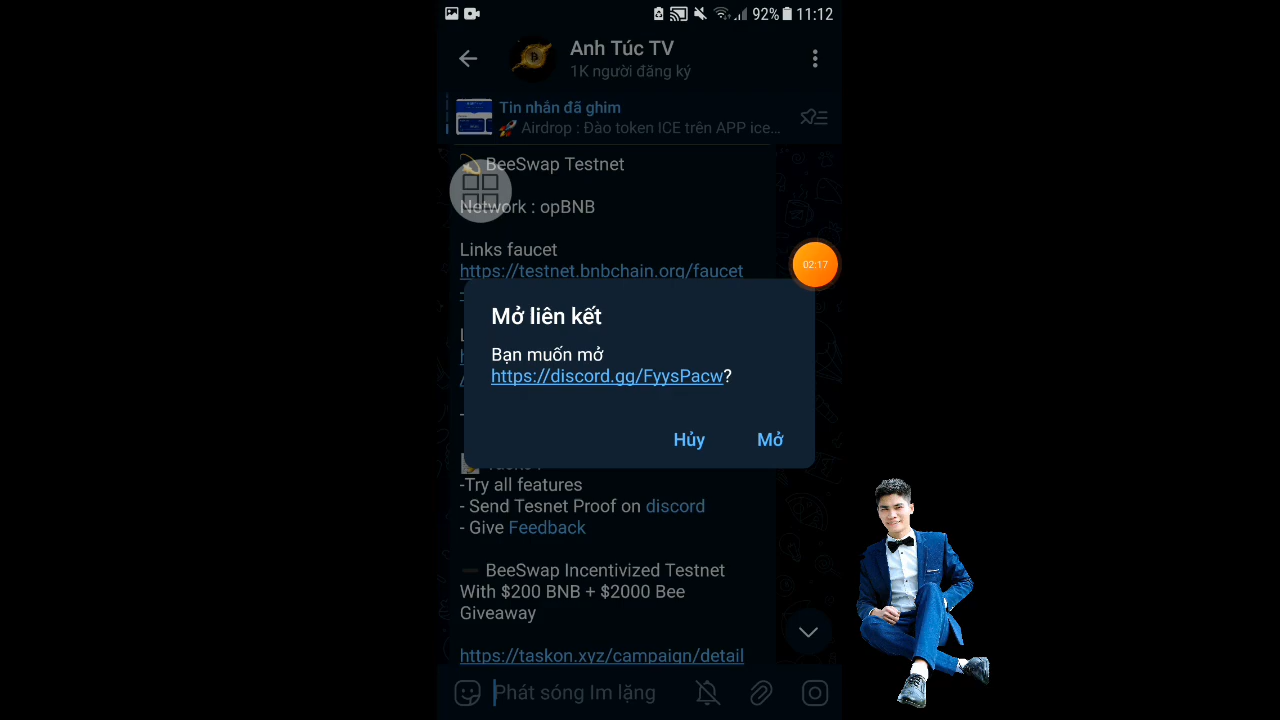 92% 11:12
Anh Túc TV
1K người đăng ký
Tin nhắn đã ghim
🚀 Airdrop : Đào token ICE trên APP ice...
BeeSwap Testnet
Network : opBNB
02:17
Links faucet
https://testnet.bnbchain.org/faucet
Mở liên kết
Bạn muốn mở
https://discord.gg/FyysPacw?
Hủy Mở
-Try all features
- Send Tesnet Proof on discord
- Give Feedback
➖ BeeSwap Incentivized Testnet
With $200 BNB + $2000 Bee
Giveaway
https://taskon.xyz/campaign/detail
Phát sóng Im lặng